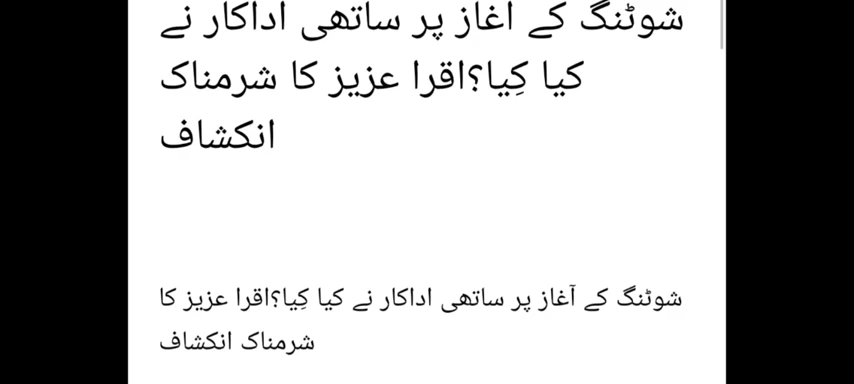 شوٹنگ کے آغاز پر ساتھی اداکار نے
کیا کِیا؟اقرا عزیز کا شرمناک
انکشاف
شوٹنگ کے آغاز پر ساتھی اداکار نے کیا کِیا؟اقرا عزیز کا
شرمناک انکشاف